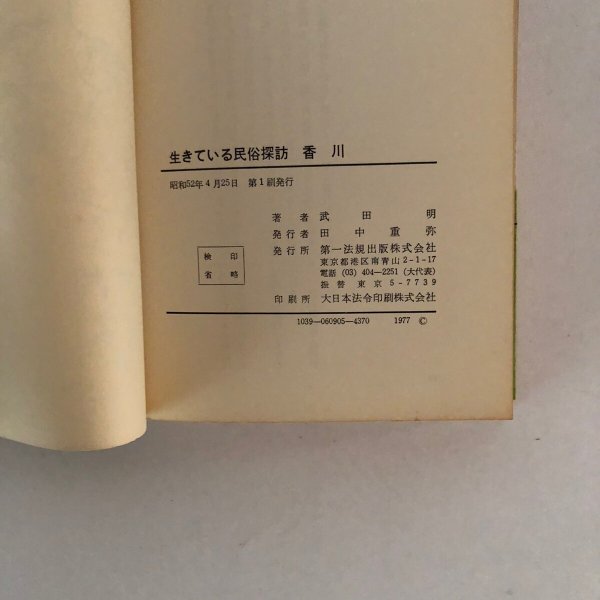 生きている民俗探訪 香川
昭和52年4月25日 第1刷発行
著者 武田明
発行者 田中重弥
発行所 第一法規出版株式会社
東京都港区南青山2-1-17
電話(03)404-2251(大代表)
振替東京5-7739
印刷所 大日本法令印刷株式会社
検印
省略
1039-060905-4370 1977 ©